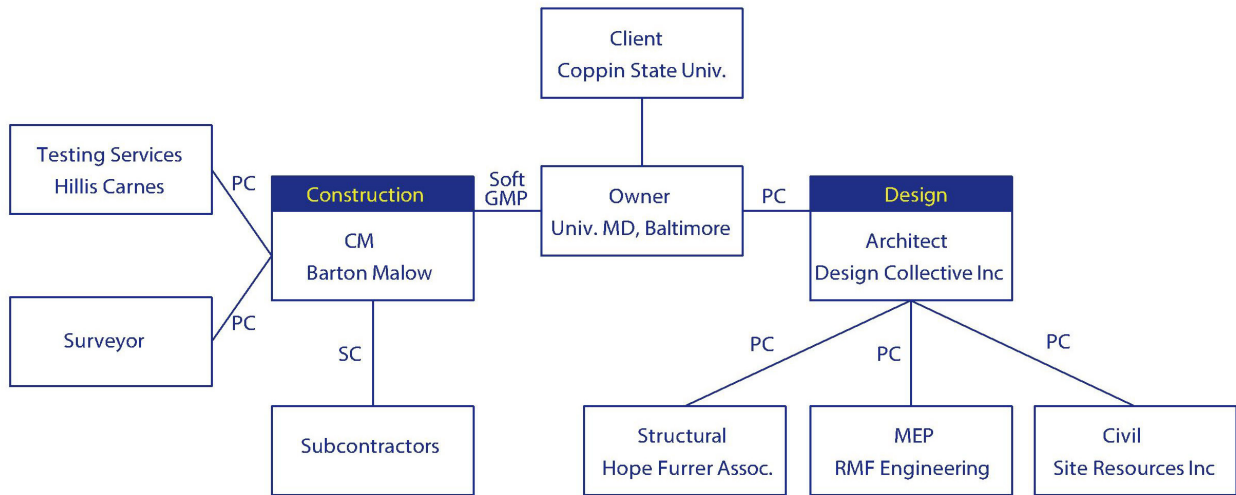 Client
Coppin State Univ.
Testing Services
Hillis Carnes
PC
Construction
CM
Barton Malow
Soft
GMP
Owner
Univ. MD, Baltimore
PC
Design
Architect
Design Collective Inc
Surveyor
PC
SC
PC
PC
PC
Subcontractors
Structural
Hope Furrer Assoc.
MEP
RMF Engineering
Civil
Site Resources Inc